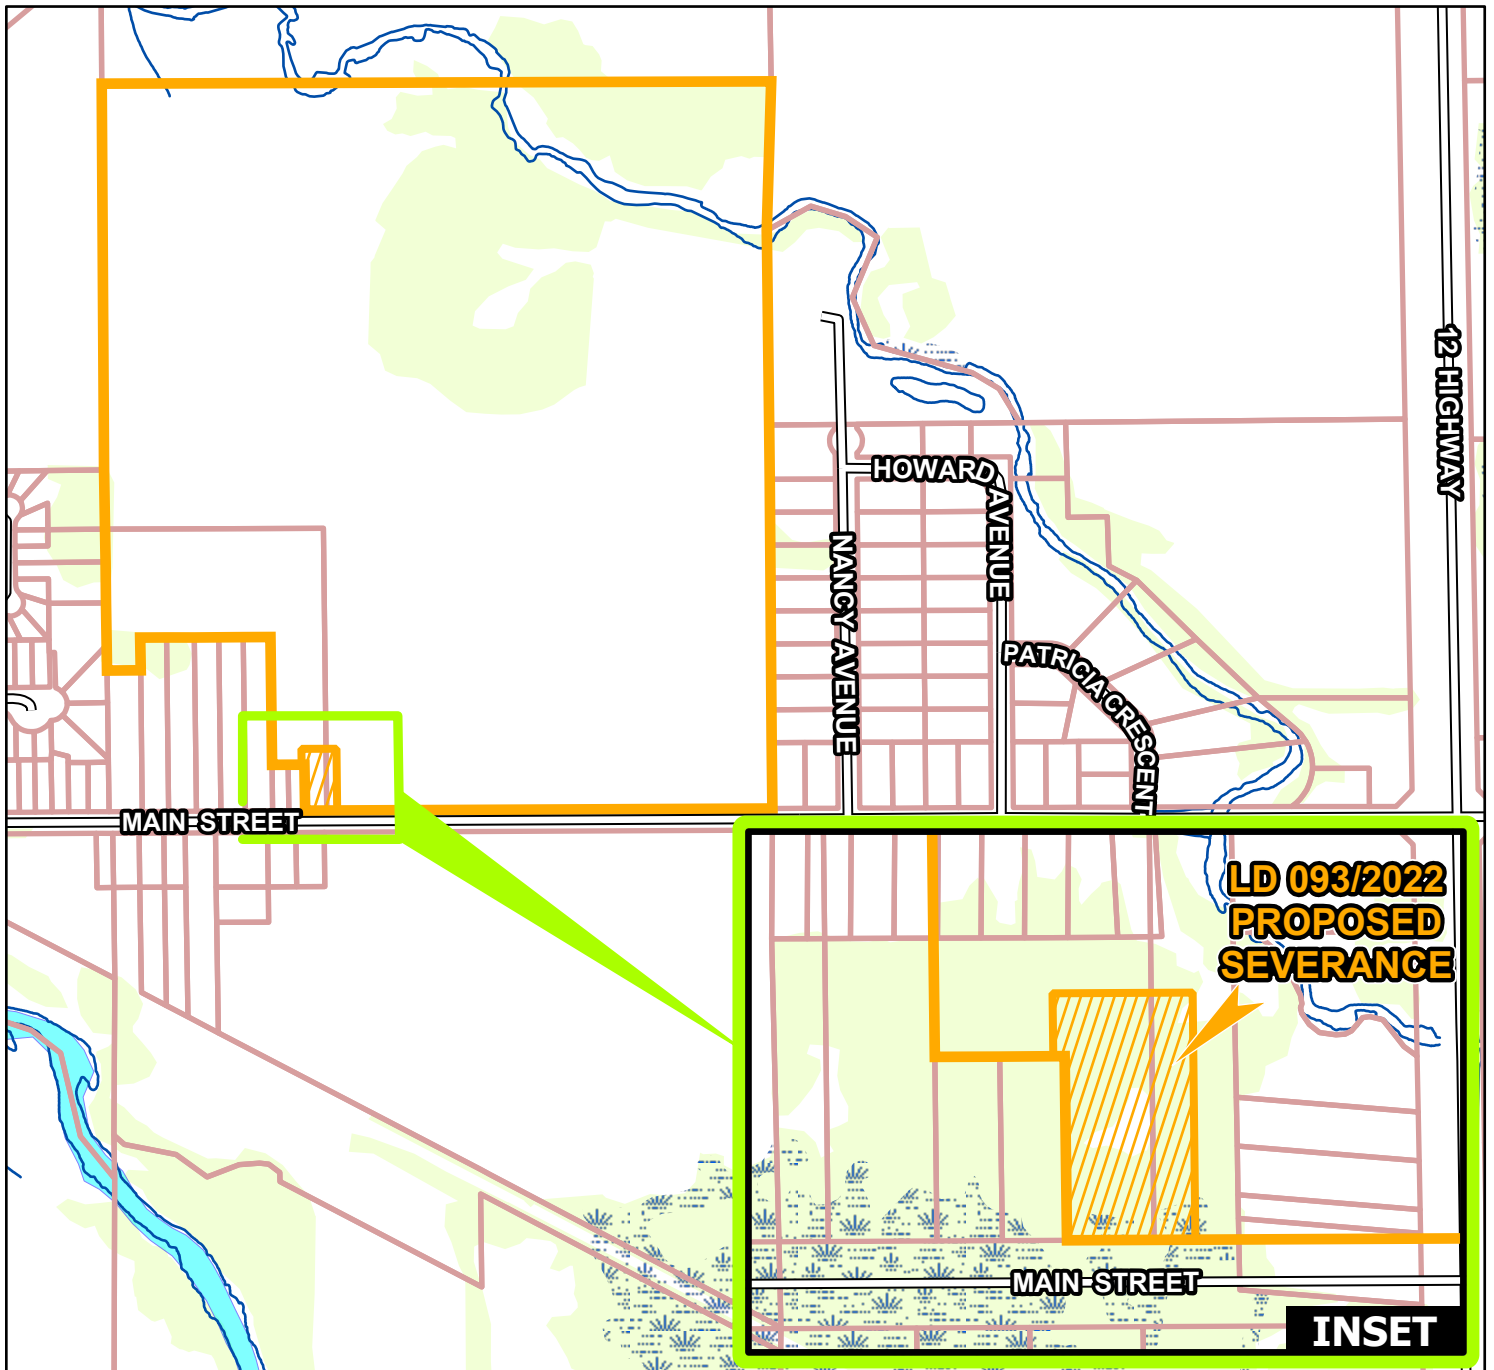 12 HIGHWAY
HOWARD AVENUE
NANCY AVENUE
PATRICIA CRESCENT
MAIN STREET
LD 093/2022
PROPOSED
SEVERANCE
MAIN STREET
INSET